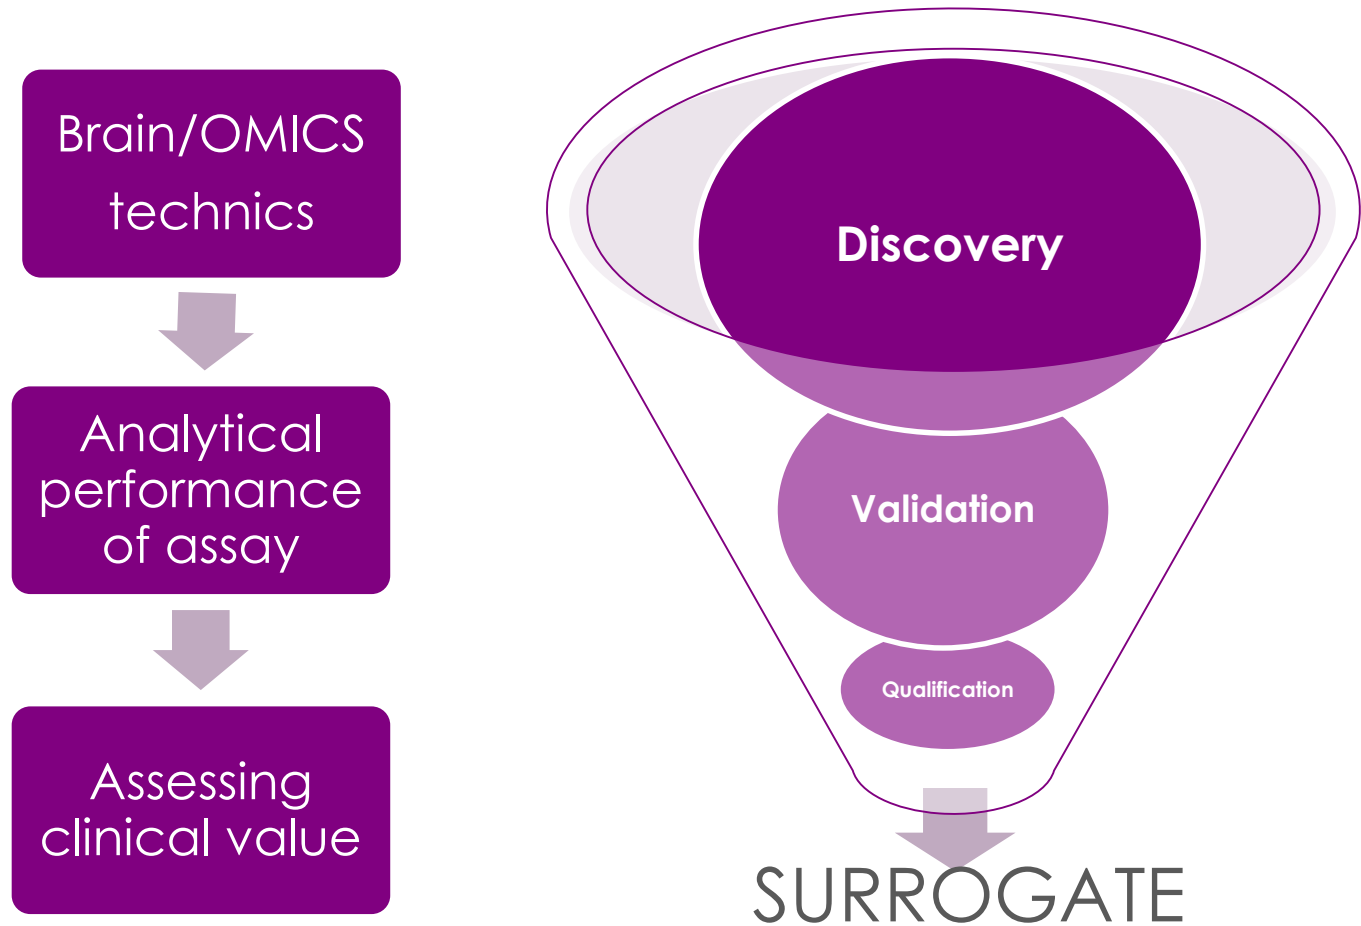 Brain/OMICS
technics
Analytical
performance
of assay
Assessing
clinical value
Discovery
Validation
Qualification
SURROGATE